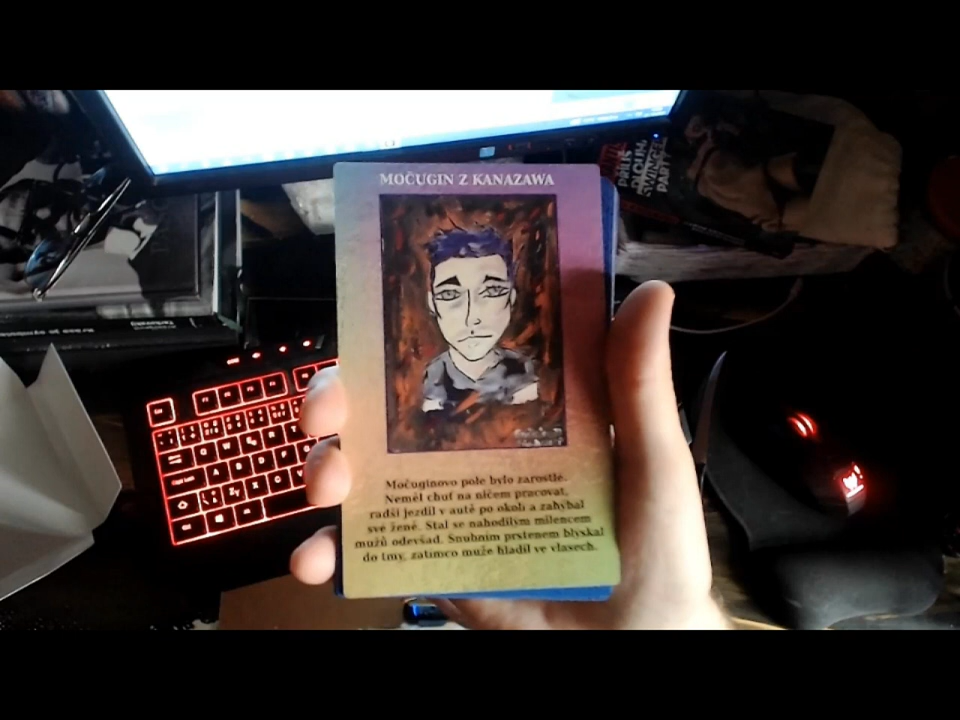 MOČUGIN Z KANAZAWA
Močuginovo pole bylo zarostlé.
Neměl chuť na ničem pracovat,
radši jezdil v autě po okolí a zahýbal
své ženě. Stal se nahodilým milencem
mužů odevšad. Snubním prstenem blýskal
do tmy, zatímco muže hladil ve vlasech.